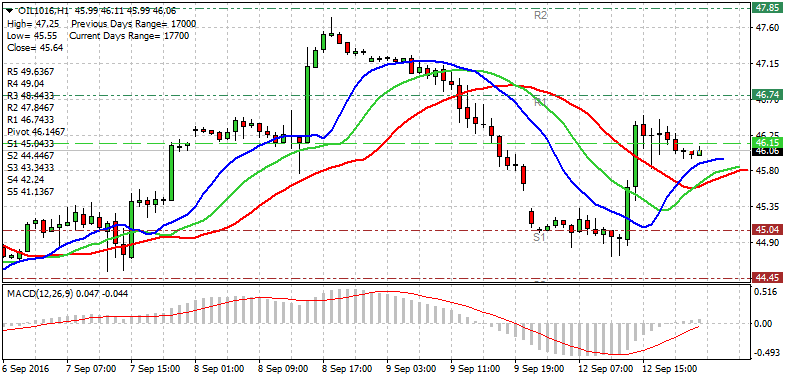 OIL1016,H1 45.99 46.11 45.99 46.06
High= 47.25 Previous Days Range= 17000
Low= 45.55 Current Days Range= 17700
Close= 45.64
R5 49.6367
R4 49.04
R3 48.4433
R2 47.8467
R1 46.7433
Pivot 46.1467
S1 45.0433
S2 44.4467
S3 43.3433
S4 42.24
S5 41.1367
R2
R1
S1
47.85
47.60
47.15
46.74
46.70
46.25
46.15
46.06
45.80
45.35
45.04
44.90
44.45
MACD(12,26,9) 0.047 -0.044
0.516
0.00
-0.493
6 Sep 2016
7 Sep 07:00
7 Sep 15:00
8 Sep 01:00
8 Sep 09:00
8 Sep 17:00
9 Sep 03:00
9 Sep 11:00
9 Sep 19:00
12 Sep 07:00
12 Sep 15:00